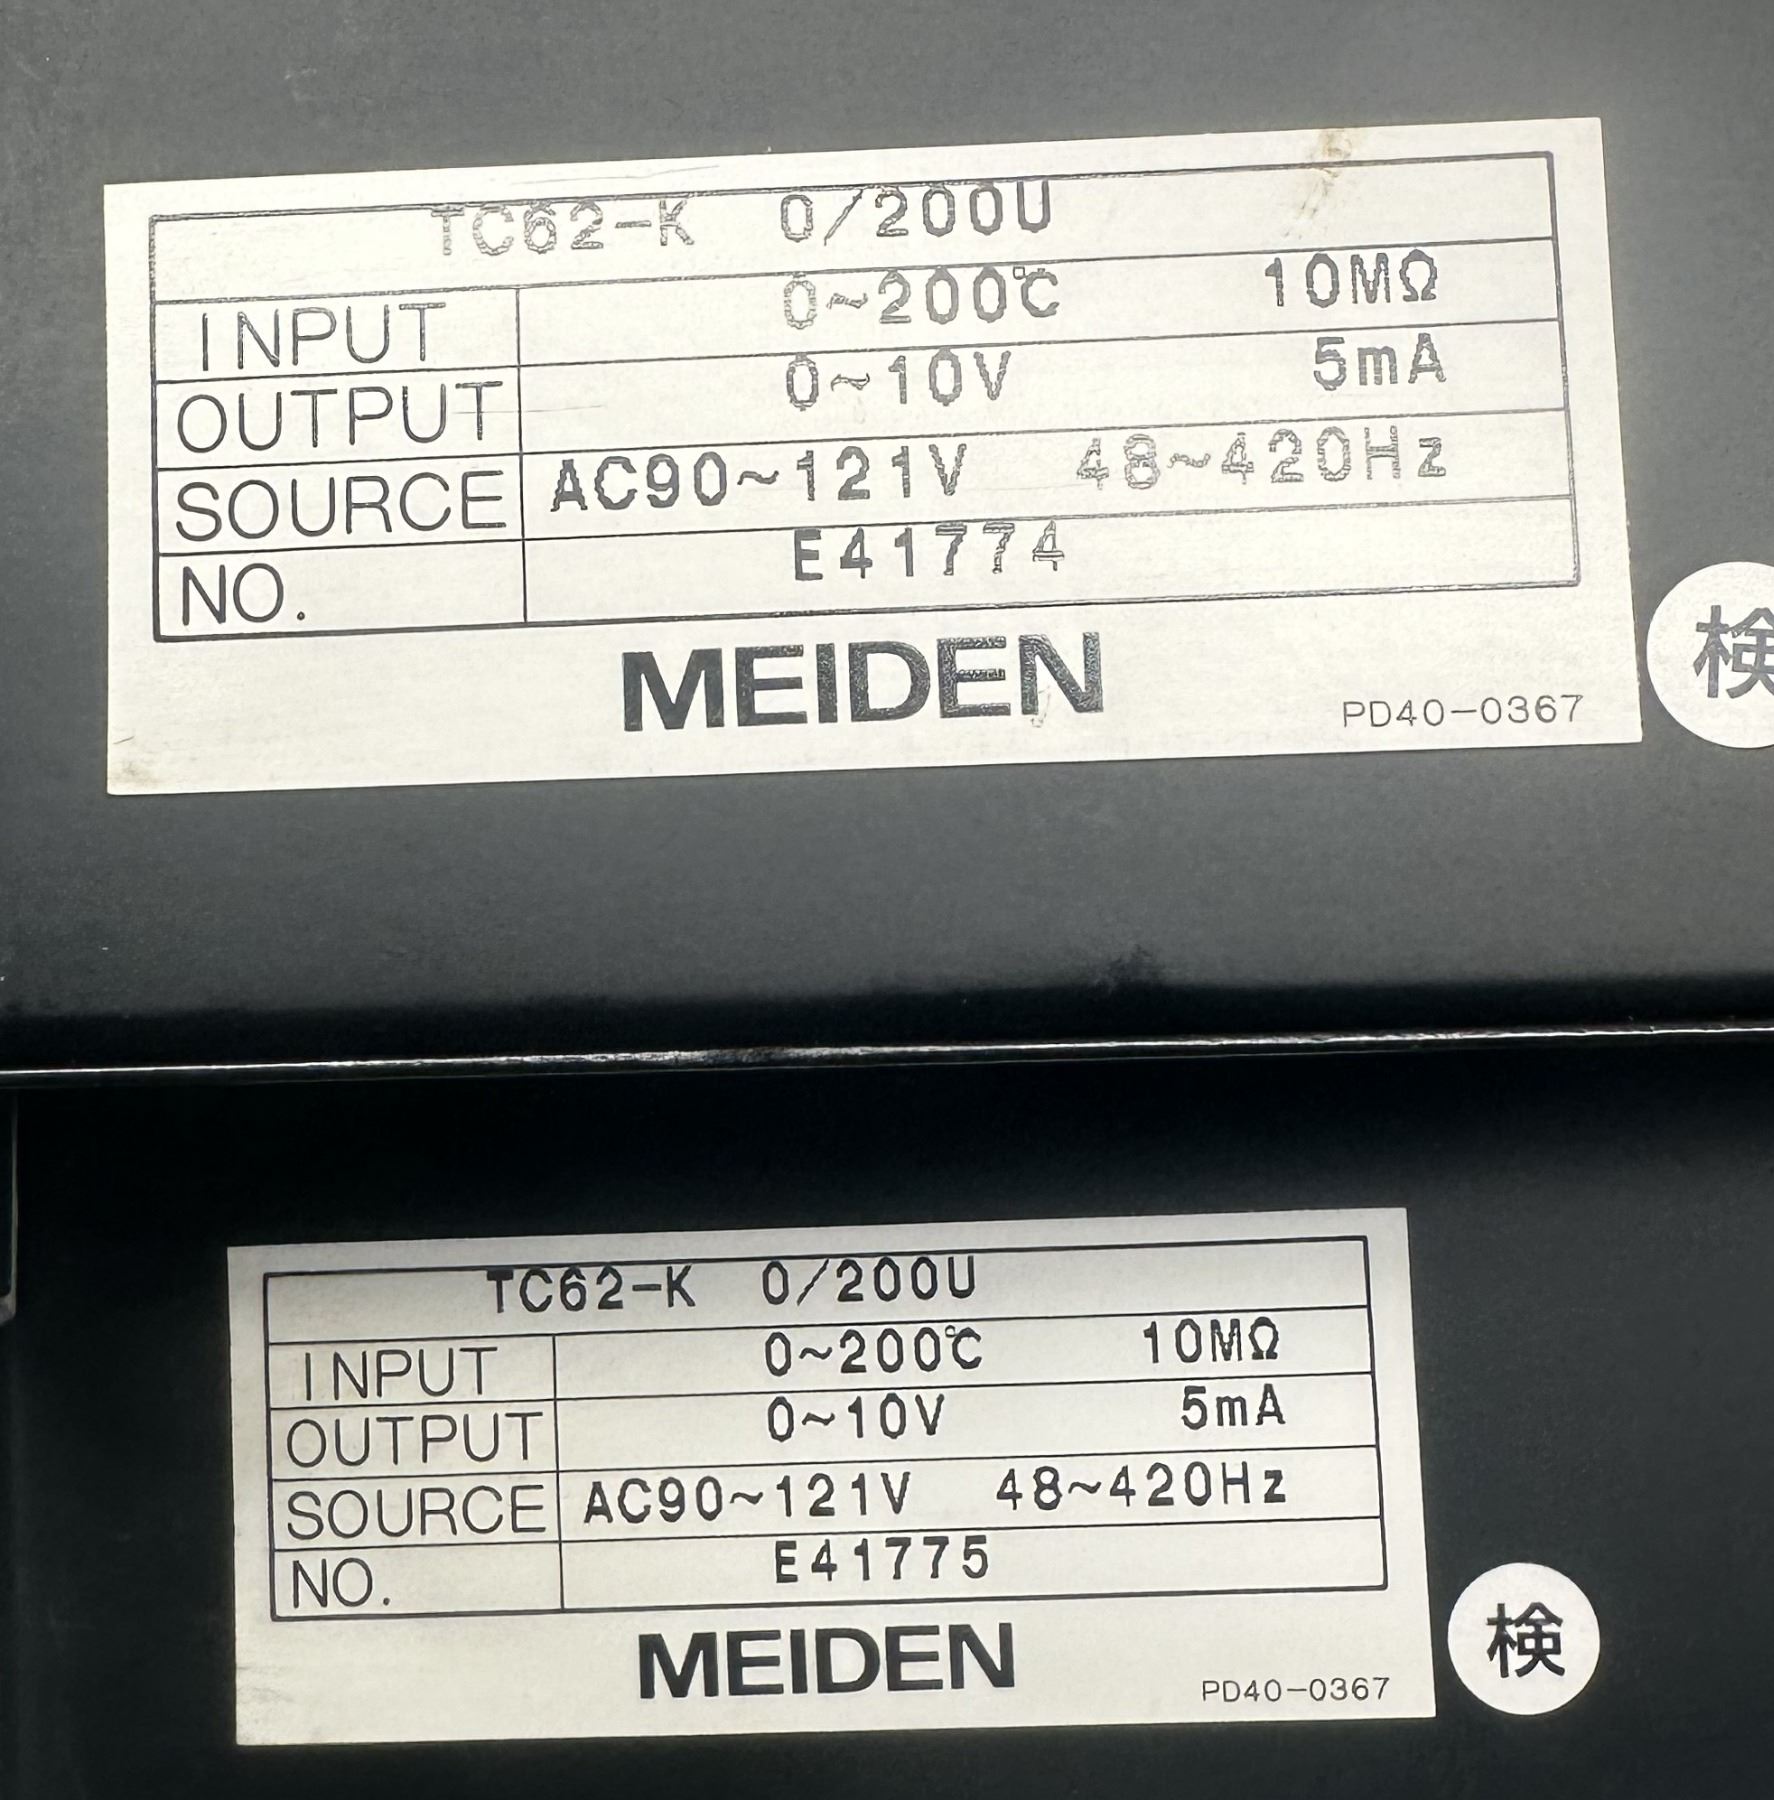 TC62-K 0/200U
INPUT 0~200℃ 10MΩ
OUTPUT 0~10V 5mA
SOURCE AC90~121V 48~420Hz
NO. E41774
MEIDEN
PD40-0367
検
TC62-K 0/200U
INPUT 0~200℃ 10MΩ
OUTPUT 0~10V 5mA
SOURCE AC90~121V 48~420Hz
NO. E41775
MEIDEN
PD40-0367
検